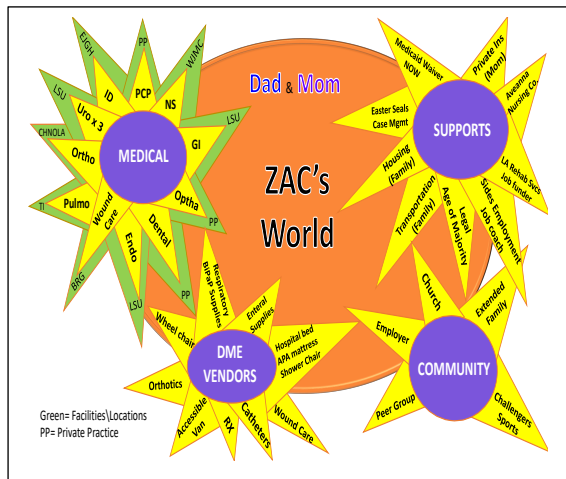 Dad & Mom
ZAC's
World
MEDICAL
EJGH
PP
WJMC
LSU
PP
PP
LSU
BRG
TI
CHNOLA
LSU
ID
PCP
NS
GI
Optha
Dental
Endo
Wound
Care
Pulmo
Ortho
Uro x 3
SUPPORTS
Medicaid Waiver
NOW
Private Ins
(Mom)
Aveanna
Nursing Co.
LA Rehab Svcs
Job funder
Sides Employment
Job coach
Legal
Age of Majority
Transportation
(Family)
Housing
(Family)
Easter Seals
Case Mgmt
DME
VENDORS
Respiratory
BiPaP Supplies
Enteral
Supplies
Hospital bed
APA mattress
Shower Chair
Wound Care
Catheters
RX
Accessible
Van
Orthotics
Wheel chair
COMMUNITY
Church
Extended
Family
Challengers
Sports
Peer Group
Employer
Green= Facilities\Locations
PP= Private Practice